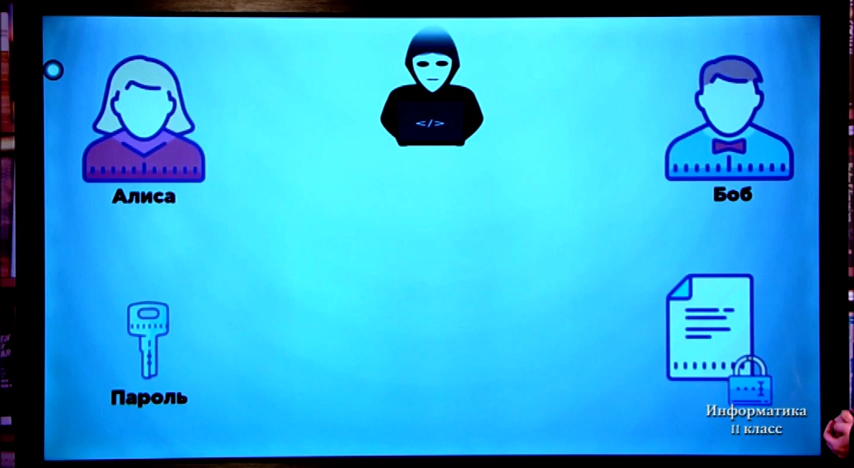 </>
Алиса
Боб
Пароль
Информатика
11 класс